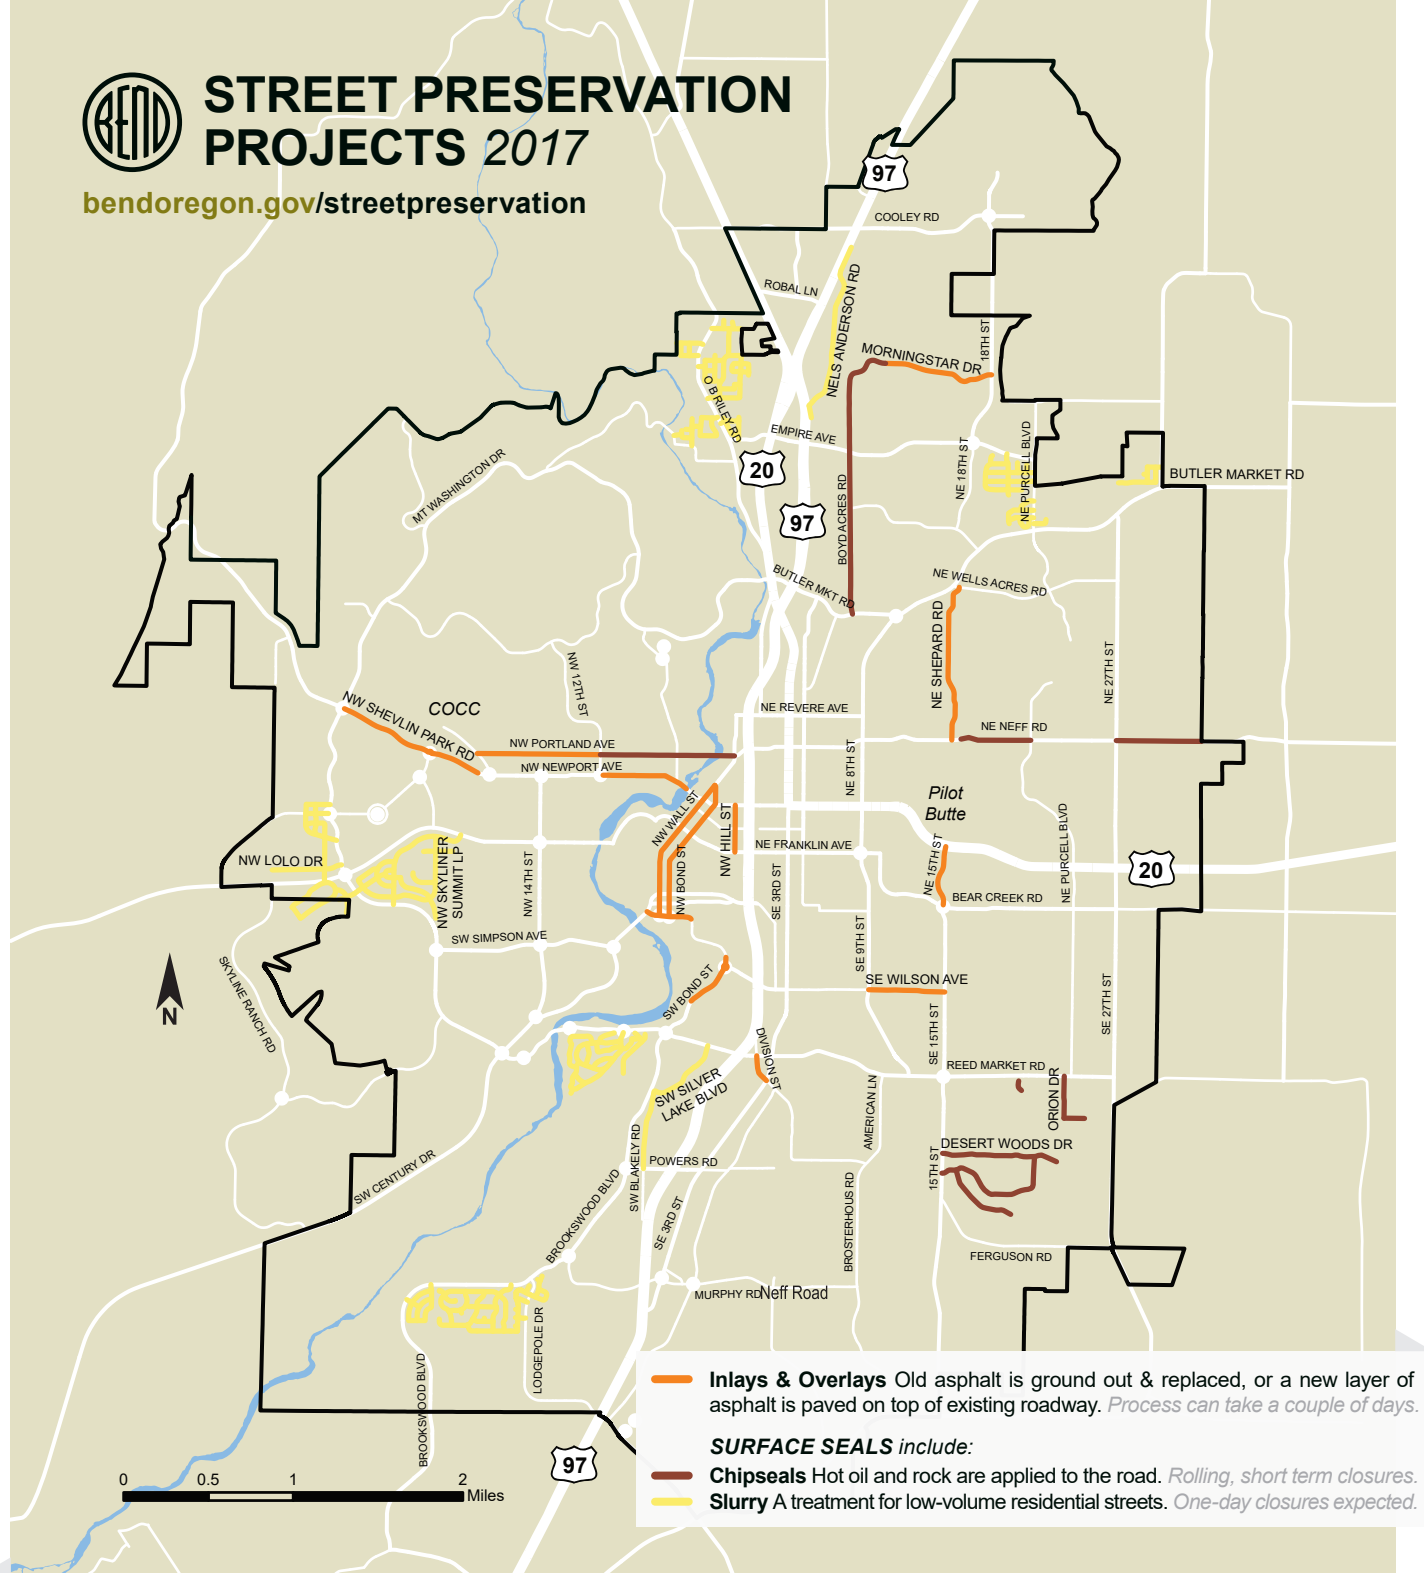 BEND
STREET PRESERVATION
PROJECTS 2017
bendoregon.gov/streetpreservation
97
COOLEY RD
ROBAL LN
NELS ANDERSON RD
18TH ST
MORNINGSTAR DR
O B RILEY RD
EMPIRE AVE
NE PURCELL BLVD
NE 18TH ST
20
BUTLER MARKET RD
MT WASHINGTON DR
97
BOYD ACRES RD
BUTLER MKT RD
NE WELLS ACRES RD
NE SHEPARD RD
NE 27TH ST
NW 12TH ST
COCC
NW SHEVLIN PARK RD
NE REVERE AVE
NE NEFF RD
NW PORTLAND AVE
NW NEWPORT AVE
NE 8TH ST
Pilot
Butte
NW WALL ST
NW HILL ST
NE FRANKLIN AVE
NE 15TH ST
NE PURCELL BLVD
20
NW LOLO DR
NW SKYLINER
SUMMIT LP
NW 14TH ST
NW BOND ST
SE 3RD ST
BEAR CREEK RD
SW SIMPSON AVE
SE 9TH ST
SKYLINE RANCH RD
N
SW BOND ST
SE WILSON AVE
SE 27TH ST
SE 15TH ST
DIVISION ST
REED MARKET RD
SW SILVER
LAKE BLVD
AMERICAN LN
ORION DR
SW BLAKELY RD
DESERT WOODS DR
POWERS RD
15TH ST
SW CENTURY DR
BROOKSWOOD BLVD
SE 3RD ST
BROSTERHOUS RD
FERGUSON RD
MURPHY RD
Neff Road
LODGEPOLE DR
BROOKSWOOD BLVD
97
0 0.5 1 2
Miles
Inlays & Overlays Old asphalt is ground out & replaced, or a new layer of
asphalt is paved on top of existing roadway. Process can take a couple of days.
SURFACE SEALS include:
Chipseals Hot oil and rock are applied to the road. Rolling, short term closures.
Slurry A treatment for low-volume residential streets. One-day closures expected.